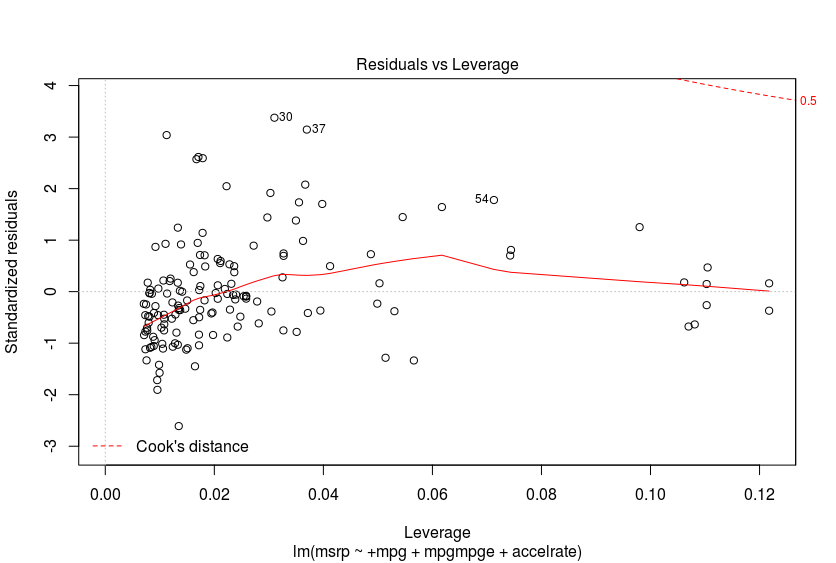 Residuals vs Leverage
4
3
2
1
0
-1
-2
-3
Standardized residuals
30
37
54
0.5
Cook's distance
0.00 0.02 0.04 0.06 0.08 0.10 0.12
Leverage
lm(msrp ~ +mpg + mpgmpge + accelrate)